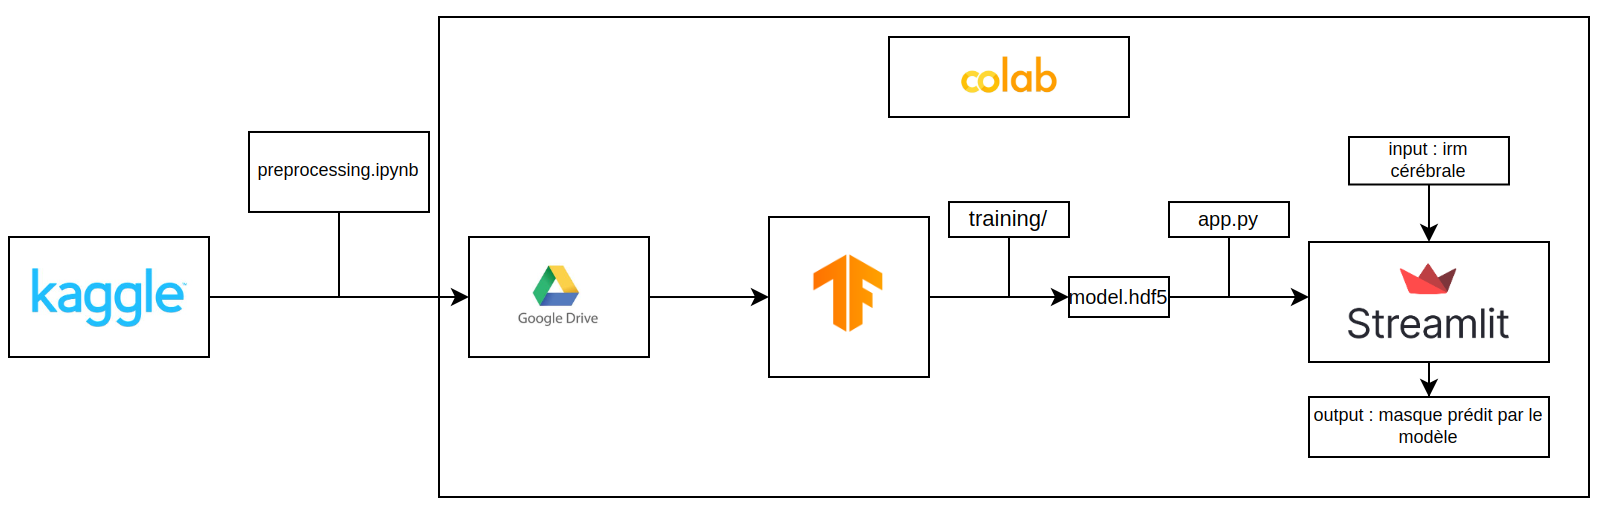 colab
preprocessing.ipynb
input : irm
cérébrale
training/
app.py
kaggle
Google Drive
model.hdf5
Streamlit
output : masque prédit par le
modèle